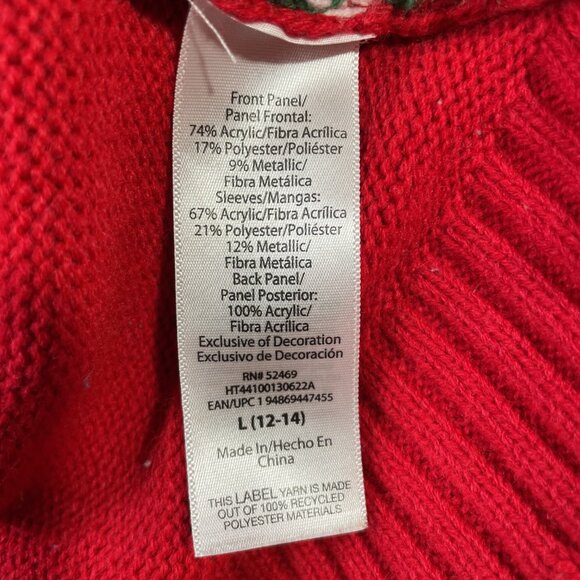 Front Panel/
Panel Frontal:
74% Acrylic/Fibra Acrílica
17% Polyester/Poliéster
9% Metallic/
Fibra Metálica
Sleeves/Mangas:
67% Acrylic/Fibra Acrílica
21% Polyester/Poliéster
12% Metallic/
Fibra Metálica
Back Panel/
Panel Posterior:
100% Acrylic/
Fibra Acrílica
Exclusive of Decoration
Exclusivo de Decoración
RN# 52469
HT44100130622A
EAN/UPC 1 94869447455
L (12-14)
Made In/Hecho En
China
THIS LABEL YARN IS MADE
OUT OF 100% RECYCLED
POLYESTER MATERIALS